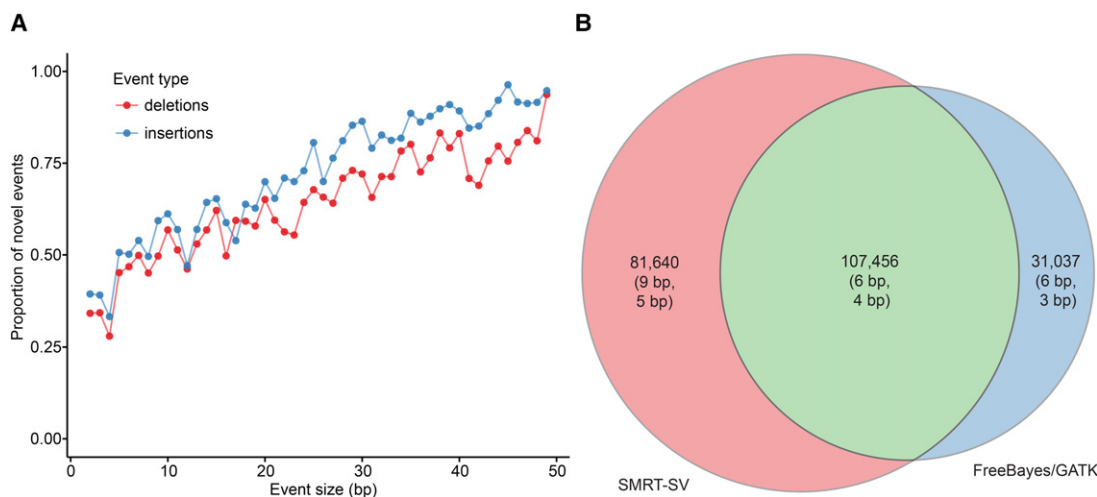 A
Event type
deletions
insertions
Proportion of novel events
1.00
0.75
0.50
0.25
0.00
0
10
20
30
40
50
Event size (bp)
B
81,640
(9 bp,
5 bp)
107,456
(6 bp,
4 bp)
31,037
(6 bp,
3 bp)
SMRT-SV
FreeBayes/GATK